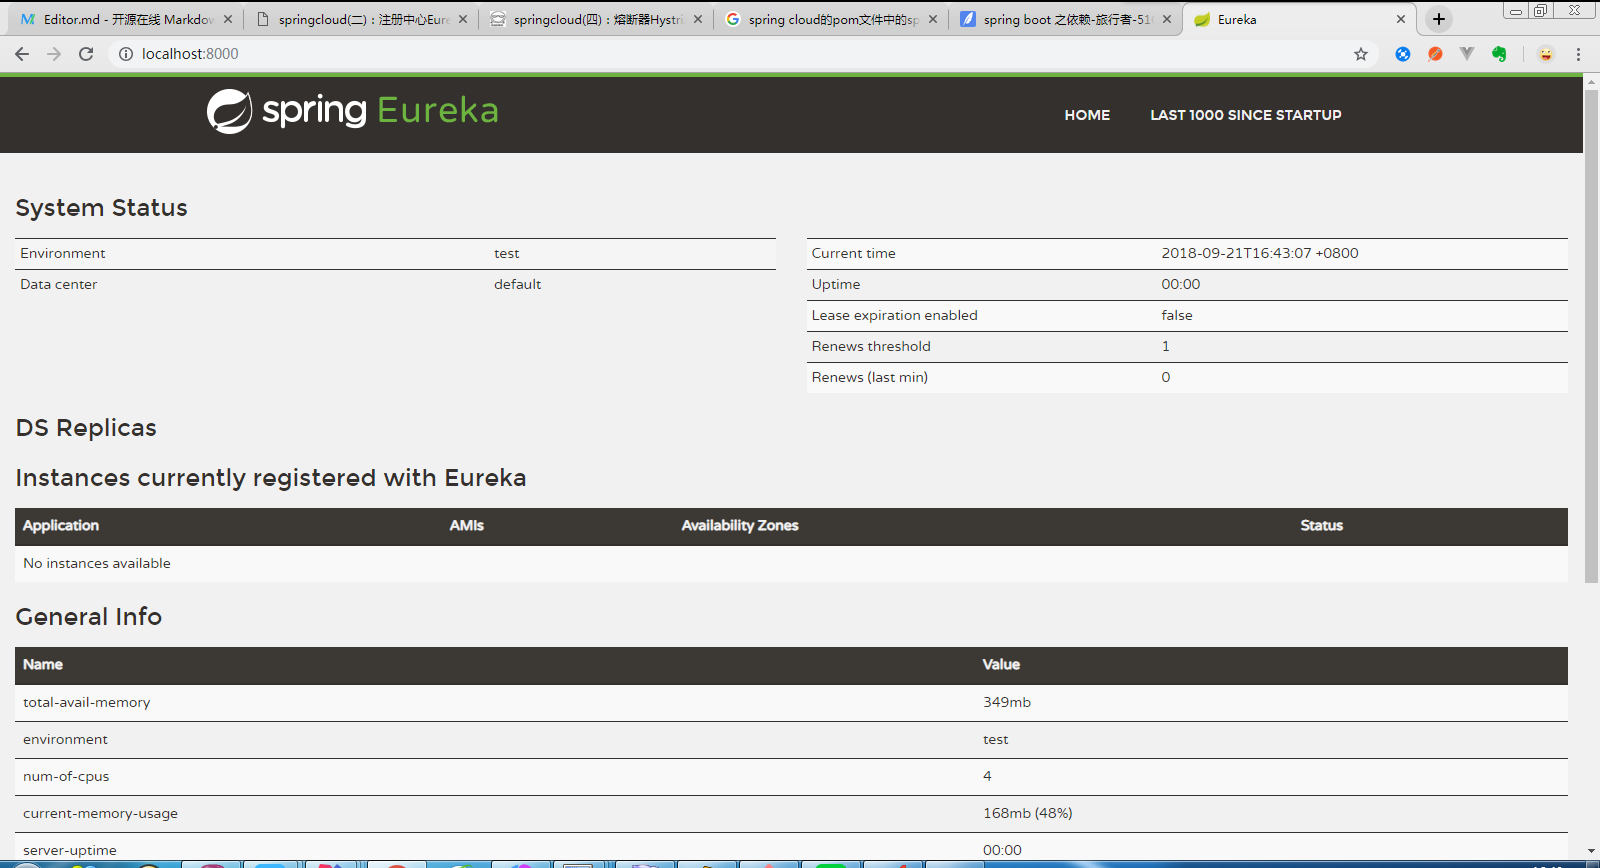 Editor.md - 开源在线 Markdow
springcloud(二)：注册中心Eure
springcloud(四)：熔断器Hystri
spring cloud的pom文件中的sp
spring boot 之依赖-旅行者-510
Eureka
localhost:8000
spring Eureka
HOME
LAST 1000 SINCE STARTUP
System Status
Environment test
Data center default
Current time 2018-09-21T16:43:07 +0800
Uptime 00:00
Lease expiration enabled false
Renews threshold 1
Renews (last min) 0
DS Replicas
Instances currently registered with Eureka
Application AMIs Availability Zones Status
No instances available
General Info
Name Value
total-avail-memory 349mb
environment test
num-of-cpus 4
current-memory-usage 168mb (48%)
server-uptime 00:00